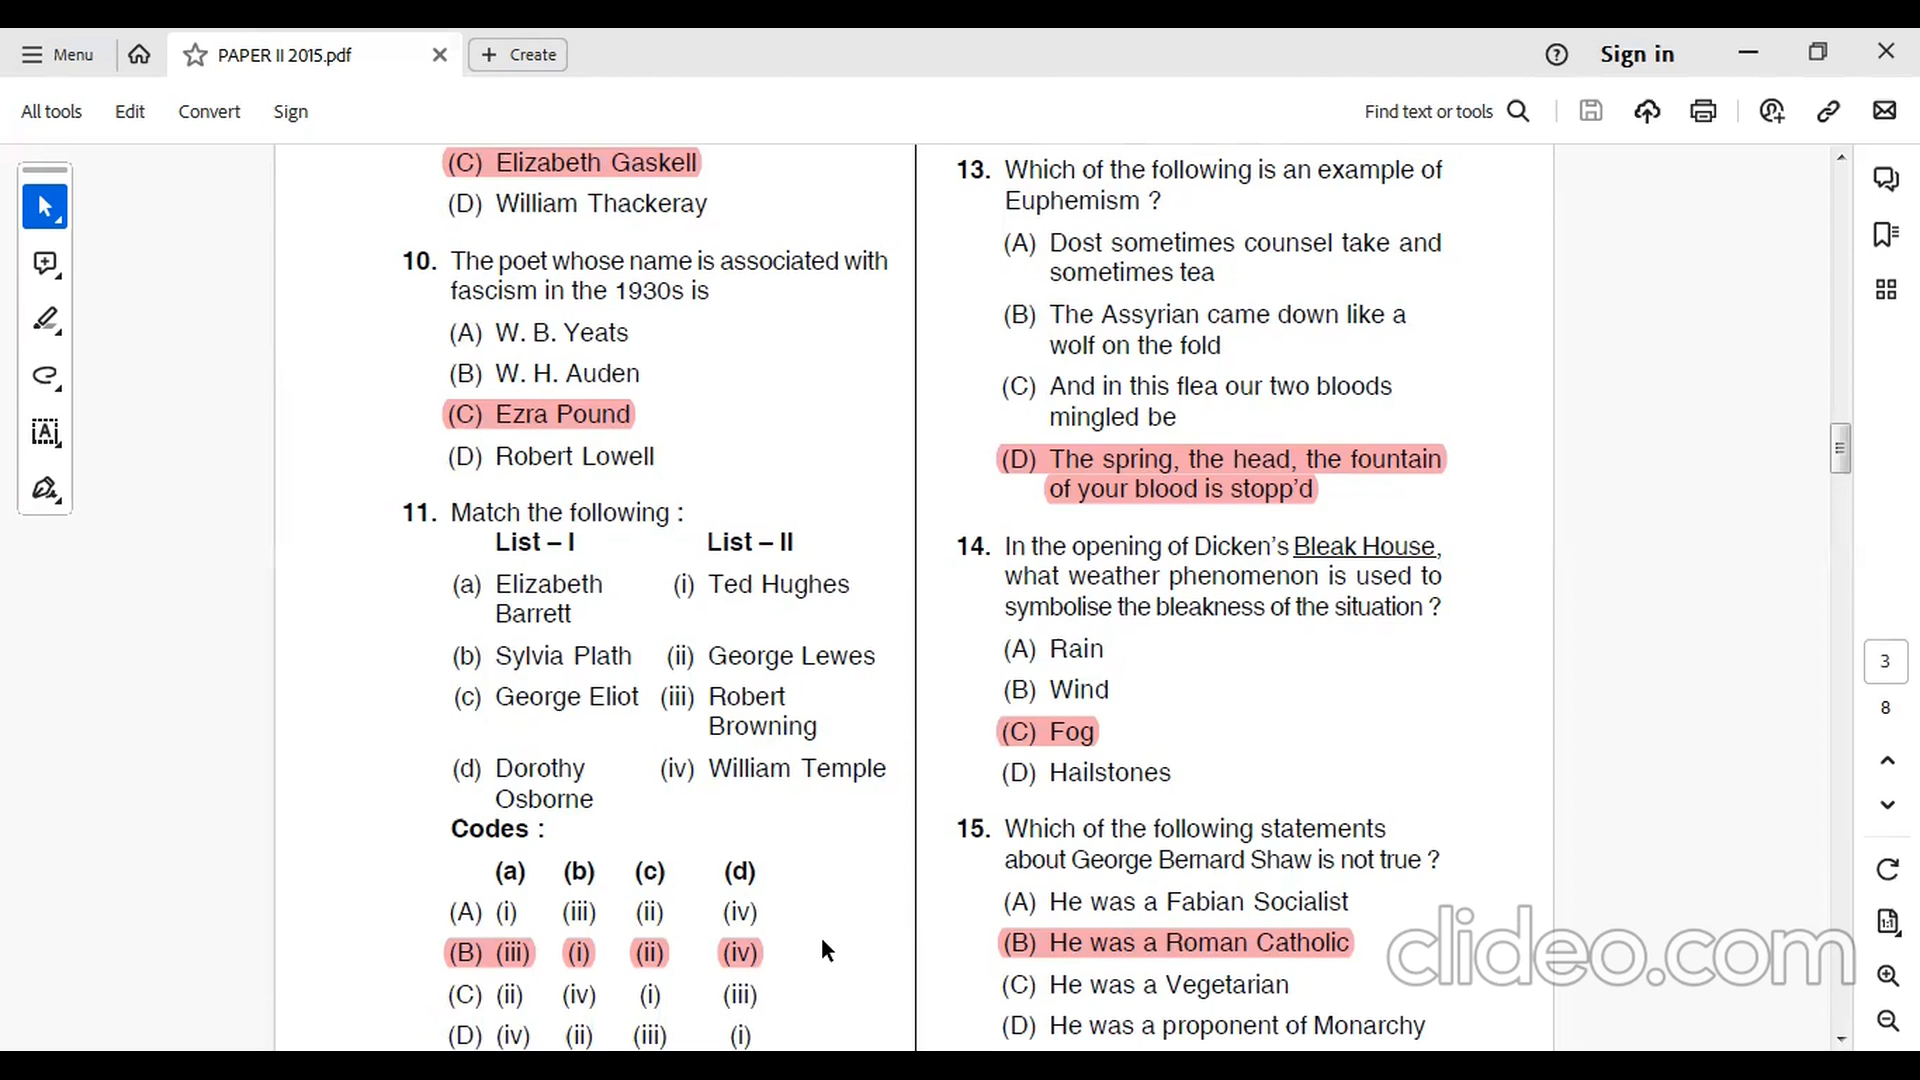 Menu
PAPER II 2015.pdf
Create
Sign in
All tools
Edit
Convert
Sign
Find text or tools
(C) Elizabeth Gaskell
(D) William Thackeray
10. The poet whose name is associated with
fascism in the 1930s is
(A) W. B. Yeats
(B) W. H. Auden
(C) Ezra Pound
(D) Robert Lowell
11. Match the following :
List – I List – II
(a) Elizabeth (i) Ted Hughes
Barrett
(b) Sylvia Plath (ii) George Lewes
(c) George Eliot (iii) Robert
Browning
(d) Dorothy (iv) William Temple
Osborne
Codes :
(a) (b) (c) (d)
(A) (i) (iii) (ii) (iv)
(B) (iii) (i) (ii) (iv)
(C) (ii) (iv) (i) (iii)
(D) (iv) (ii) (iii) (i)
13. Which of the following is an example of
Euphemism ?
(A) Dost sometimes counsel take and
sometimes tea
(B) The Assyrian came down like a
wolf on the fold
(C) And in this flea our two bloods
mingled be
(D) The spring, the head, the fountain
of your blood is stopp’d
14. In the opening of Dicken’s Bleak House,
what weather phenomenon is used to
symbolise the bleakness of the situation ?
(A) Rain
(B) Wind
(C) Fog
(D) Hailstones
15. Which of the following statements
about George Bernard Shaw is not true ?
(A) He was a Fabian Socialist
(B) He was a Roman Catholic
(C) He was a Vegetarian
(D) He was a proponent of Monarchy
3
8
1:1
clideo.com